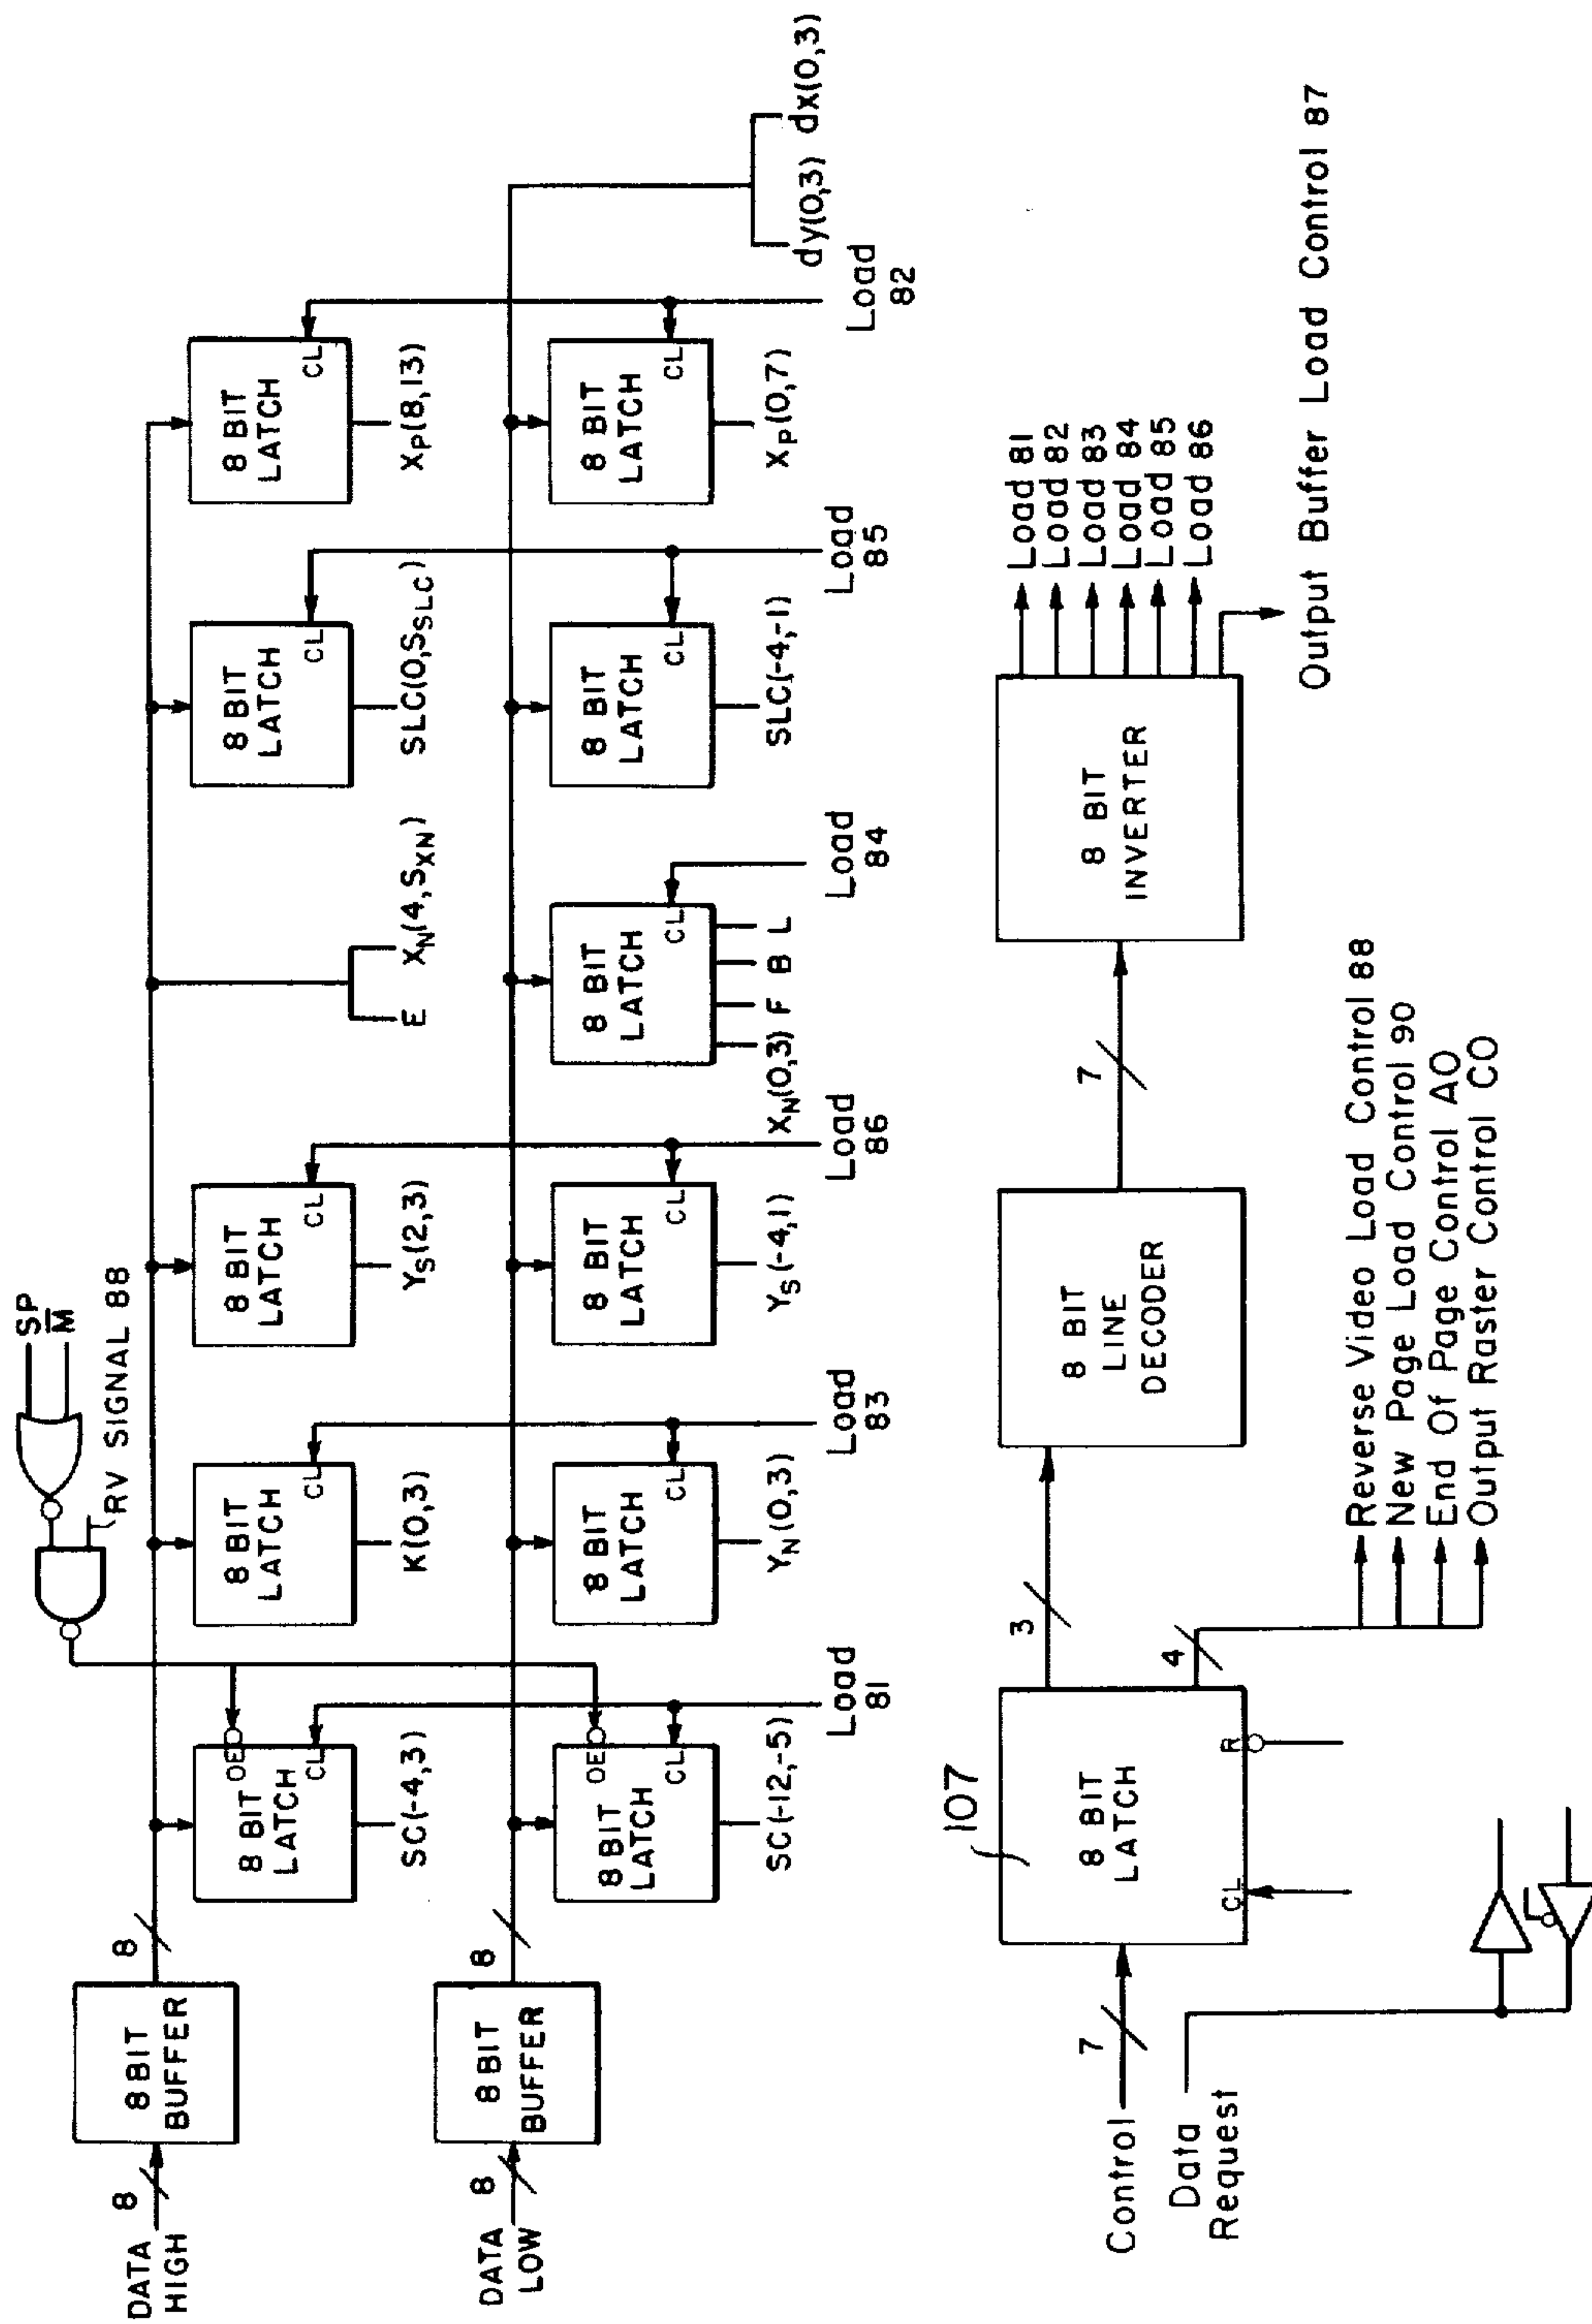 DATA
HIGH
8
8 BIT
BUFFER
8
SP
M
RV SIGNAL 88
8 BIT
LATCH
OE
CL
SC(-4,3)
8 BIT
LATCH
CL
K(0,3)
8 BIT
LATCH
CL
YS(2,3)
E
XN(4,SXN)
8 BIT
LATCH
CL
SLC(0,SSLC)
8 BIT
LATCH
CL
XP(8,13)
DATA
LOW
8
8 BIT
BUFFER
8
8 BIT
LATCH
OE
CL
SC(-12,-5)
Load
81
8 BIT
LATCH
CL
YN(0,3)
Load
83
8 BIT
LATCH
CL
YS(-4,1)
Load
86
8 BIT
LATCH
CL
XN(0,3) F B L
Load
84
8 BIT
LATCH
CL
SLC(-4,-1)
Load
85
8 BIT
LATCH
CL
XP(0,7)
Load
82
dy(0,3) dx(0,3)
Control
7
Data
Request
107
8 BIT
LATCH
CL
R
3
4
Reverse Video Load Control 88
New Page Load Control 90
End Of Page Control AO
Output Raster Control CO
8 BIT
LINE
DECODER
7
8 BIT
INVERTER
Load 81
Load 82
Load 83
Load 84
Load 85
Load 86
Output Buffer Load Control 87